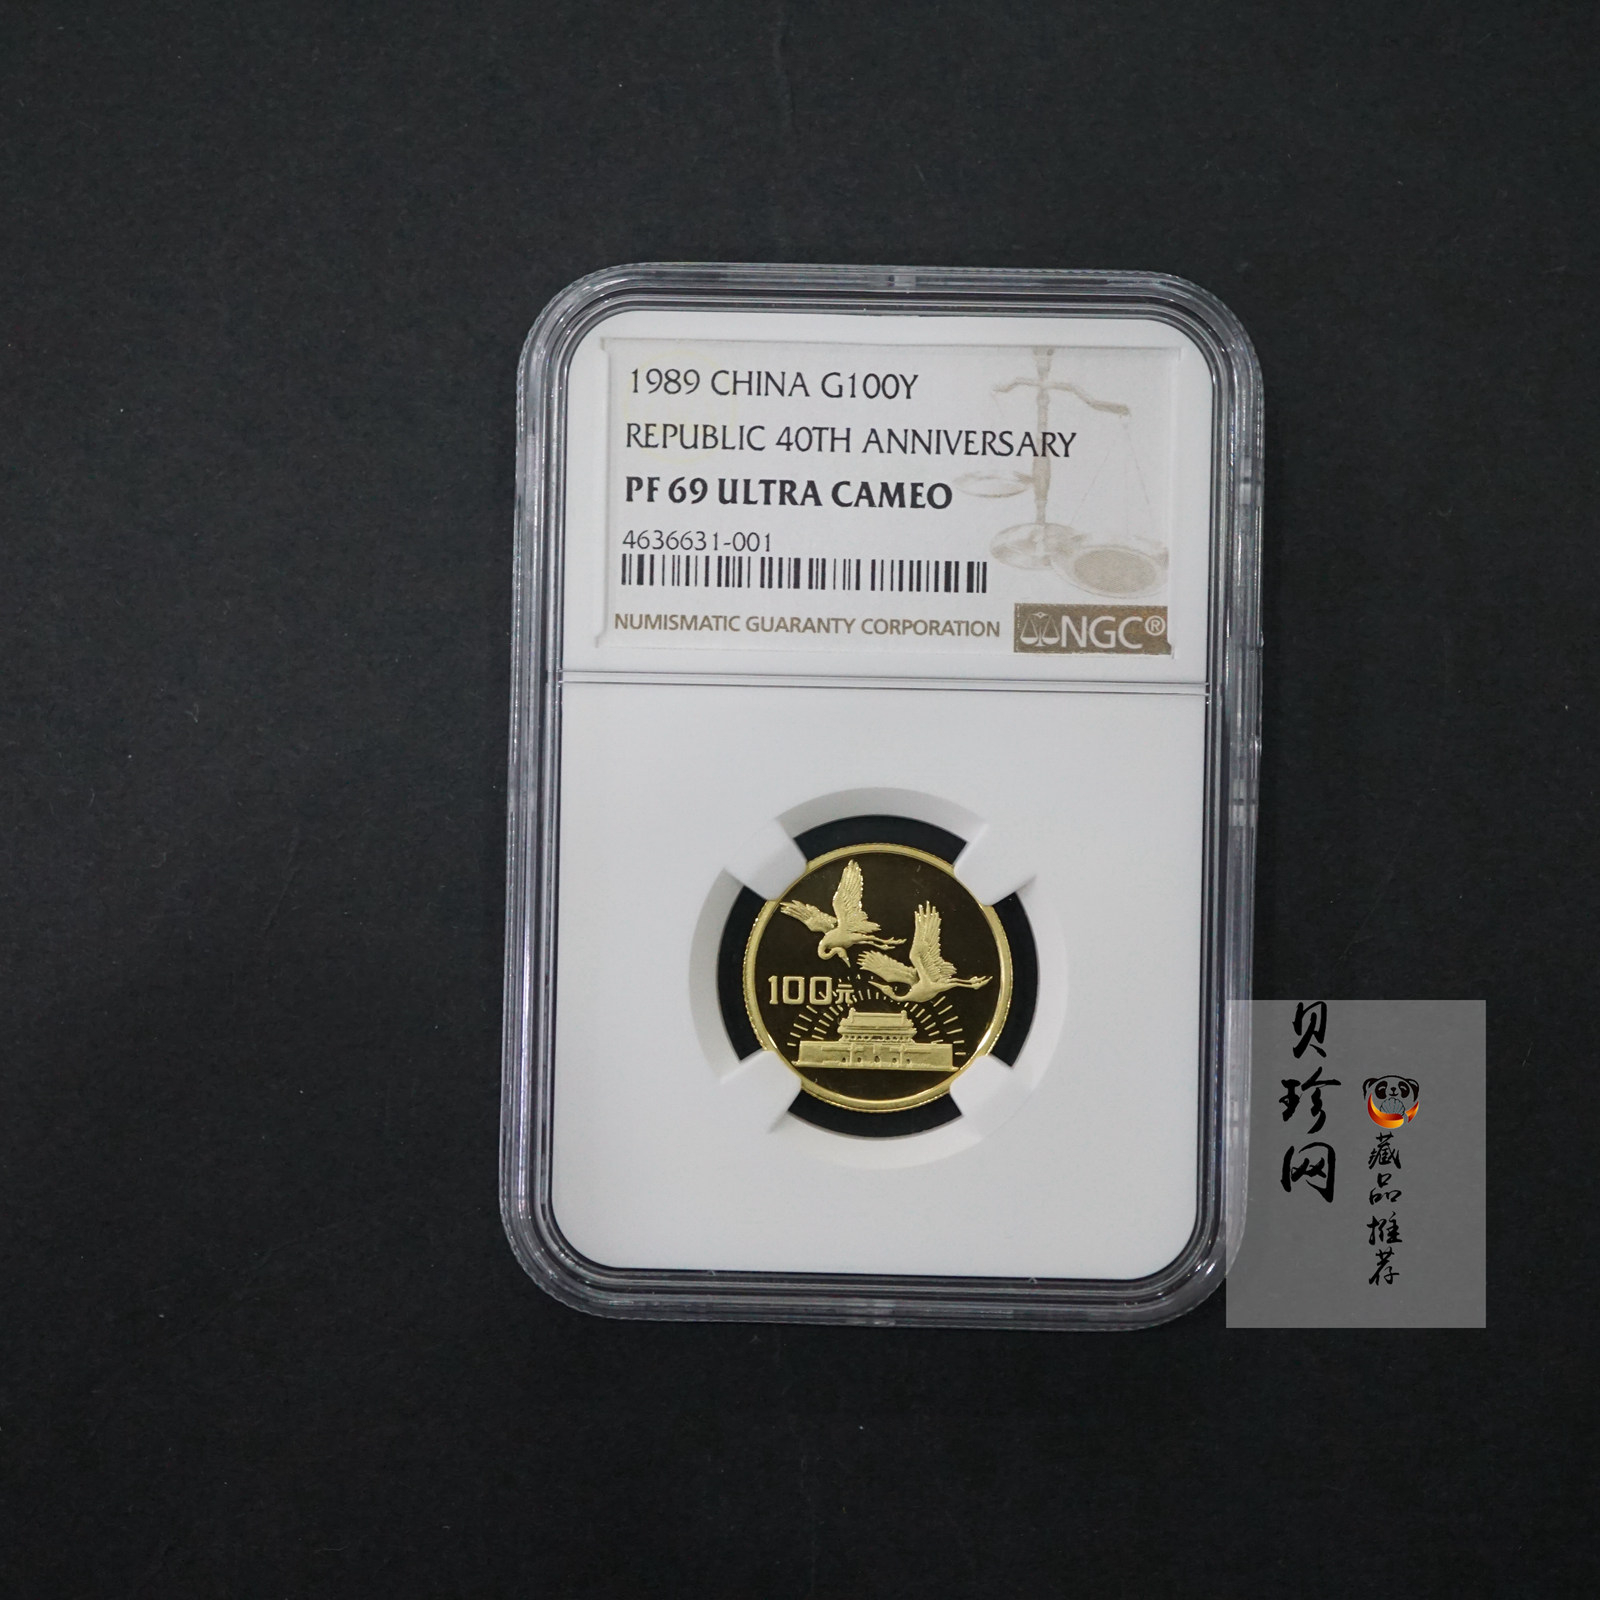 1989 CHINA G100Y
REPUBLIC 40TH ANNIVERSARY
PF 69 ULTRA CAMEO
4636631-001
NUMISMATIC GUARANTY CORPORATION
NGC®
100元
贝珍网
藏品推荐